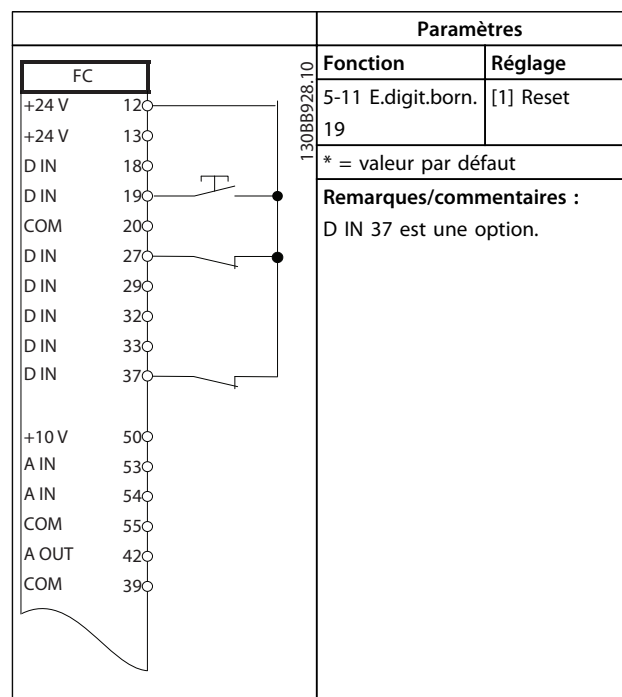 FC
+24 V 12
+24 V 13
D IN 18
D IN 19
COM 20
D IN 27
D IN 29
D IN 32
D IN 33
D IN 37
+10 V 50
A IN 53
A IN 54
COM 55
A OUT 42
COM 39
130BB928.10
Paramètres
Fonction Réglage
5-11 E.digit.born. [1] Reset
19
* = valeur par défaut
Remarques/commentaires :
D IN 37 est une option.